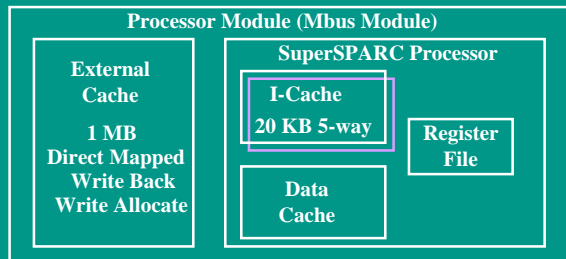 Processor Module (Mbus Module)
External
Cache
1 MB
Direct Mapped
Write Back
Write Allocate
SuperSPARC Processor
I-Cache
20 KB 5-way
Register
File
Data
Cache